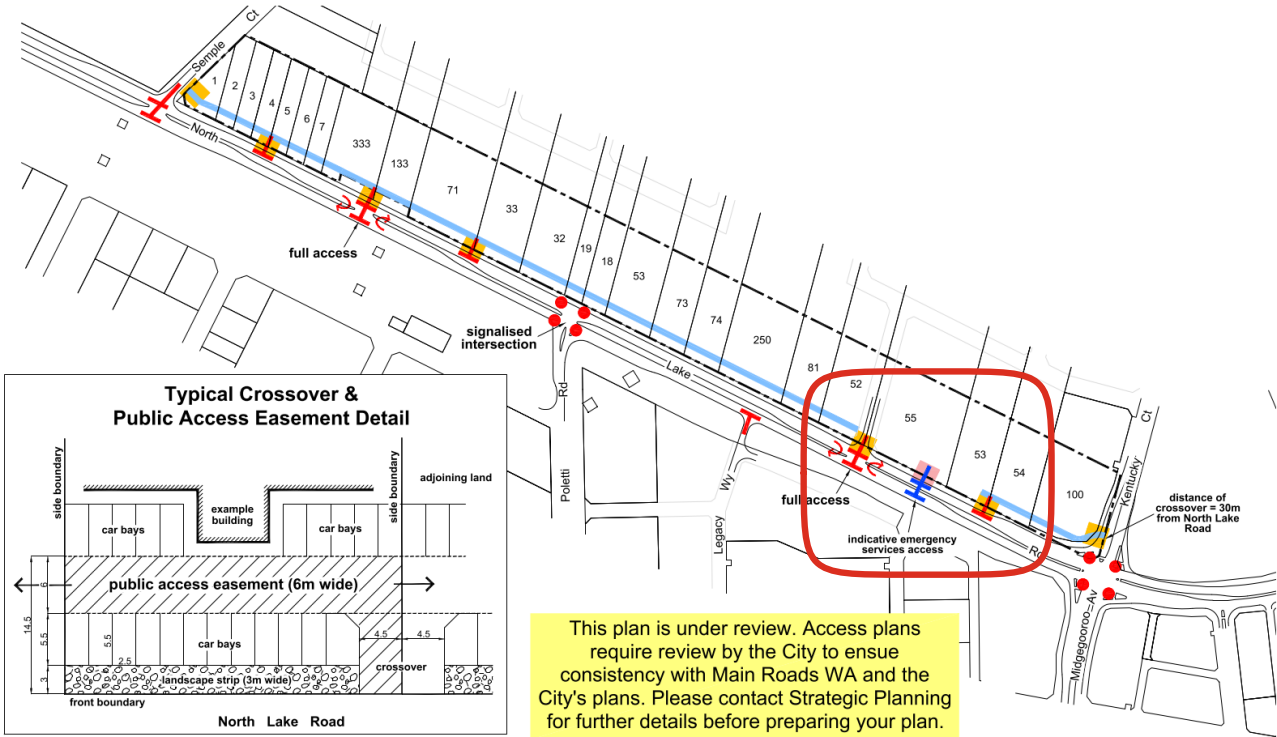 Semple
Ct
1
2
3
4
5
6
7
333
133
71
33
32
19
18
53
73
74
250
81
52
55
53
54
100
North
Lake
Rd
full access
signalised
intersection
Rd
Poletti
Wy
Legacy
full access
indicative emergency
services access
Ct
Kentucky
distance of
crossover = 30m
from North Lake
Road
Midgegooroo Av
Typical Crossover &
Public Access Easement Detail
side boundary
side boundary
adjoining land
example
building
car bays
car bays
public access easement (6m wide)
14.5
6
5.5
3
5.5
2.5
car bays
4.5
4.5
crossover
landscape strip (3m wide)
front boundary
North Lake Road
This plan is under review. Access plans
require review by the City to ensue
consistency with Main Roads WA and the
City's plans. Please contact Strategic Planning
for further details before preparing your plan.